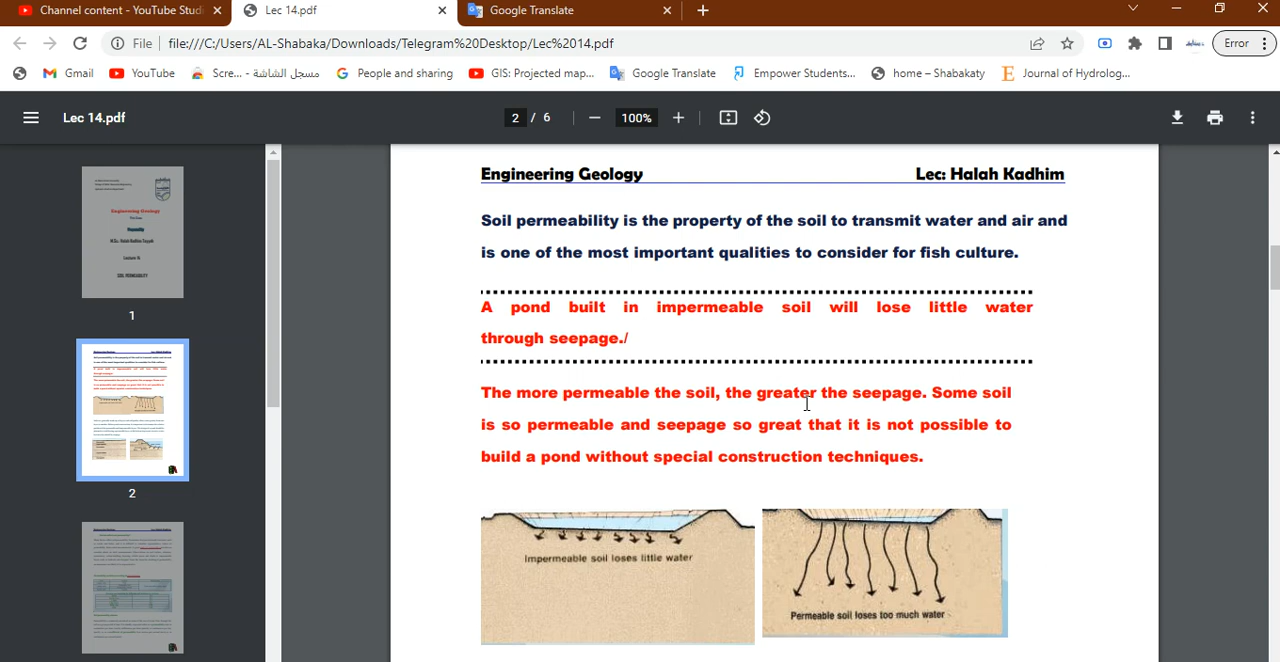 Channel content - YouTube Studi
Lec 14.pdf
Google Translate
File
file:///C:/Users/AL-Shabaka/Downloads/Telegram%20Desktop/Lec%2014.pdf
Error
Gmail
YouTube
Scre... - مسجل الشاشة
People and sharing
GIS: Projected map...
Google Translate
Empower Students...
home – Shabakaty
Journal of Hydrolog...
Lec 14.pdf
2 / 6
100%
Engineering Geology
Lec: Halah Kadhim
Soil permeability is the property of the soil to transmit water and air and
is one of the most important qualities to consider for fish culture.
A pond built in impermeable soil will lose little water
through seepage./
The more permeable the soil, the greater the seepage. Some soil
is so permeable and seepage so great that it is not possible to
build a pond without special construction techniques.
Impermeable soil loses little water
Permeable soil loses too much water
Engineering Geology
1
2